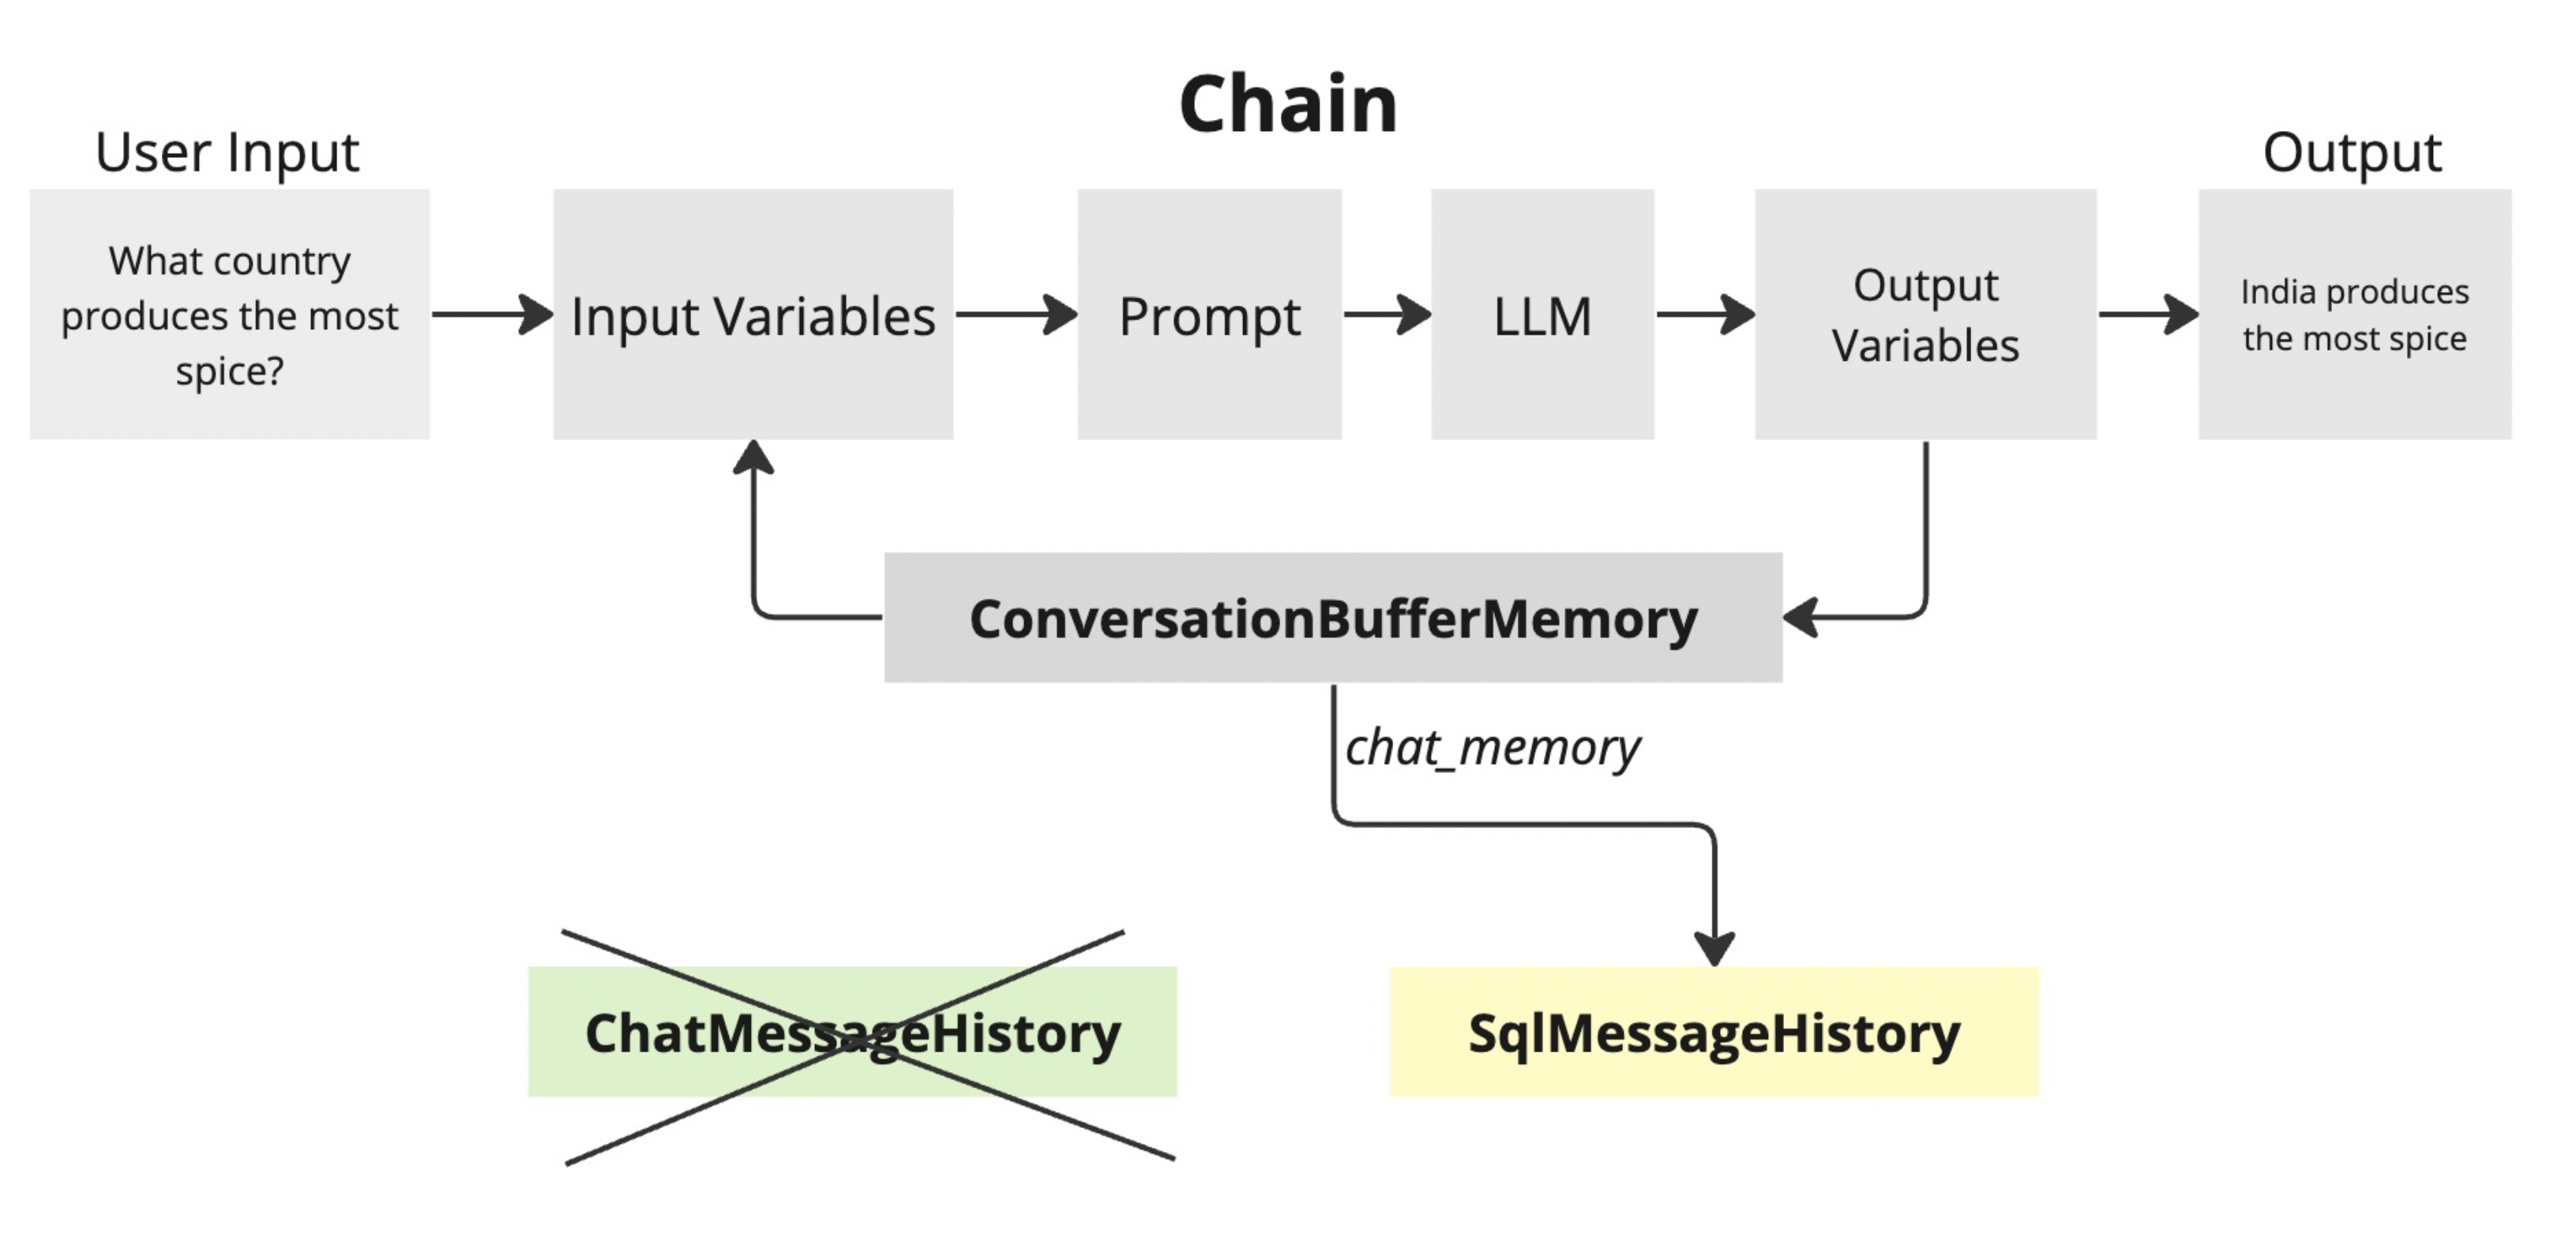 Chain
User Input
Output
What country
produces the most
spice?
Input Variables
Prompt
LLM
Output
Variables
India produces
the most spice
ConversationBufferMemory
chat_memory
ChatMessageHistory
SqlMessageHistory